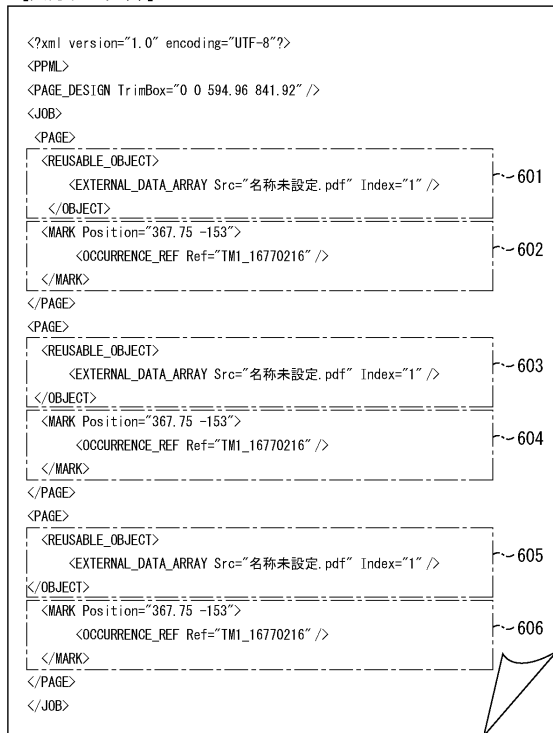 <?xml version="1.0" encoding="UTF-8"?>
<PPML>
<PAGE_DESIGN TrimBox="0 0 594.96 841.92" />
<JOB>
<PAGE>
<REUSABLE_OBJECT>
<EXTERNAL_DATA_ARRAY Src="名称未設定.pdf" Index="1" />
</OBJECT>
601
<MARK Position="367.75 -153">
<OCCURRENCE_REF Ref="TM1_16770216" />
</MARK>
602
</PAGE>
<PAGE>
<REUSABLE_OBJECT>
<EXTERNAL_DATA_ARRAY Src="名称未設定.pdf" Index="1" />
</OBJECT>
603
<MARK Position="367.75 -153">
<OCCURRENCE_REF Ref="TM1_16770216" />
</MARK>
604
</PAGE>
<PAGE>
<REUSABLE_OBJECT>
<EXTERNAL_DATA_ARRAY Src="名称未設定.pdf" Index="1" />
</OBJECT>
605
<MARK Position="367.75 -153">
<OCCURRENCE_REF Ref="TM1_16770216" />
</MARK>
606
</PAGE>
</JOB>